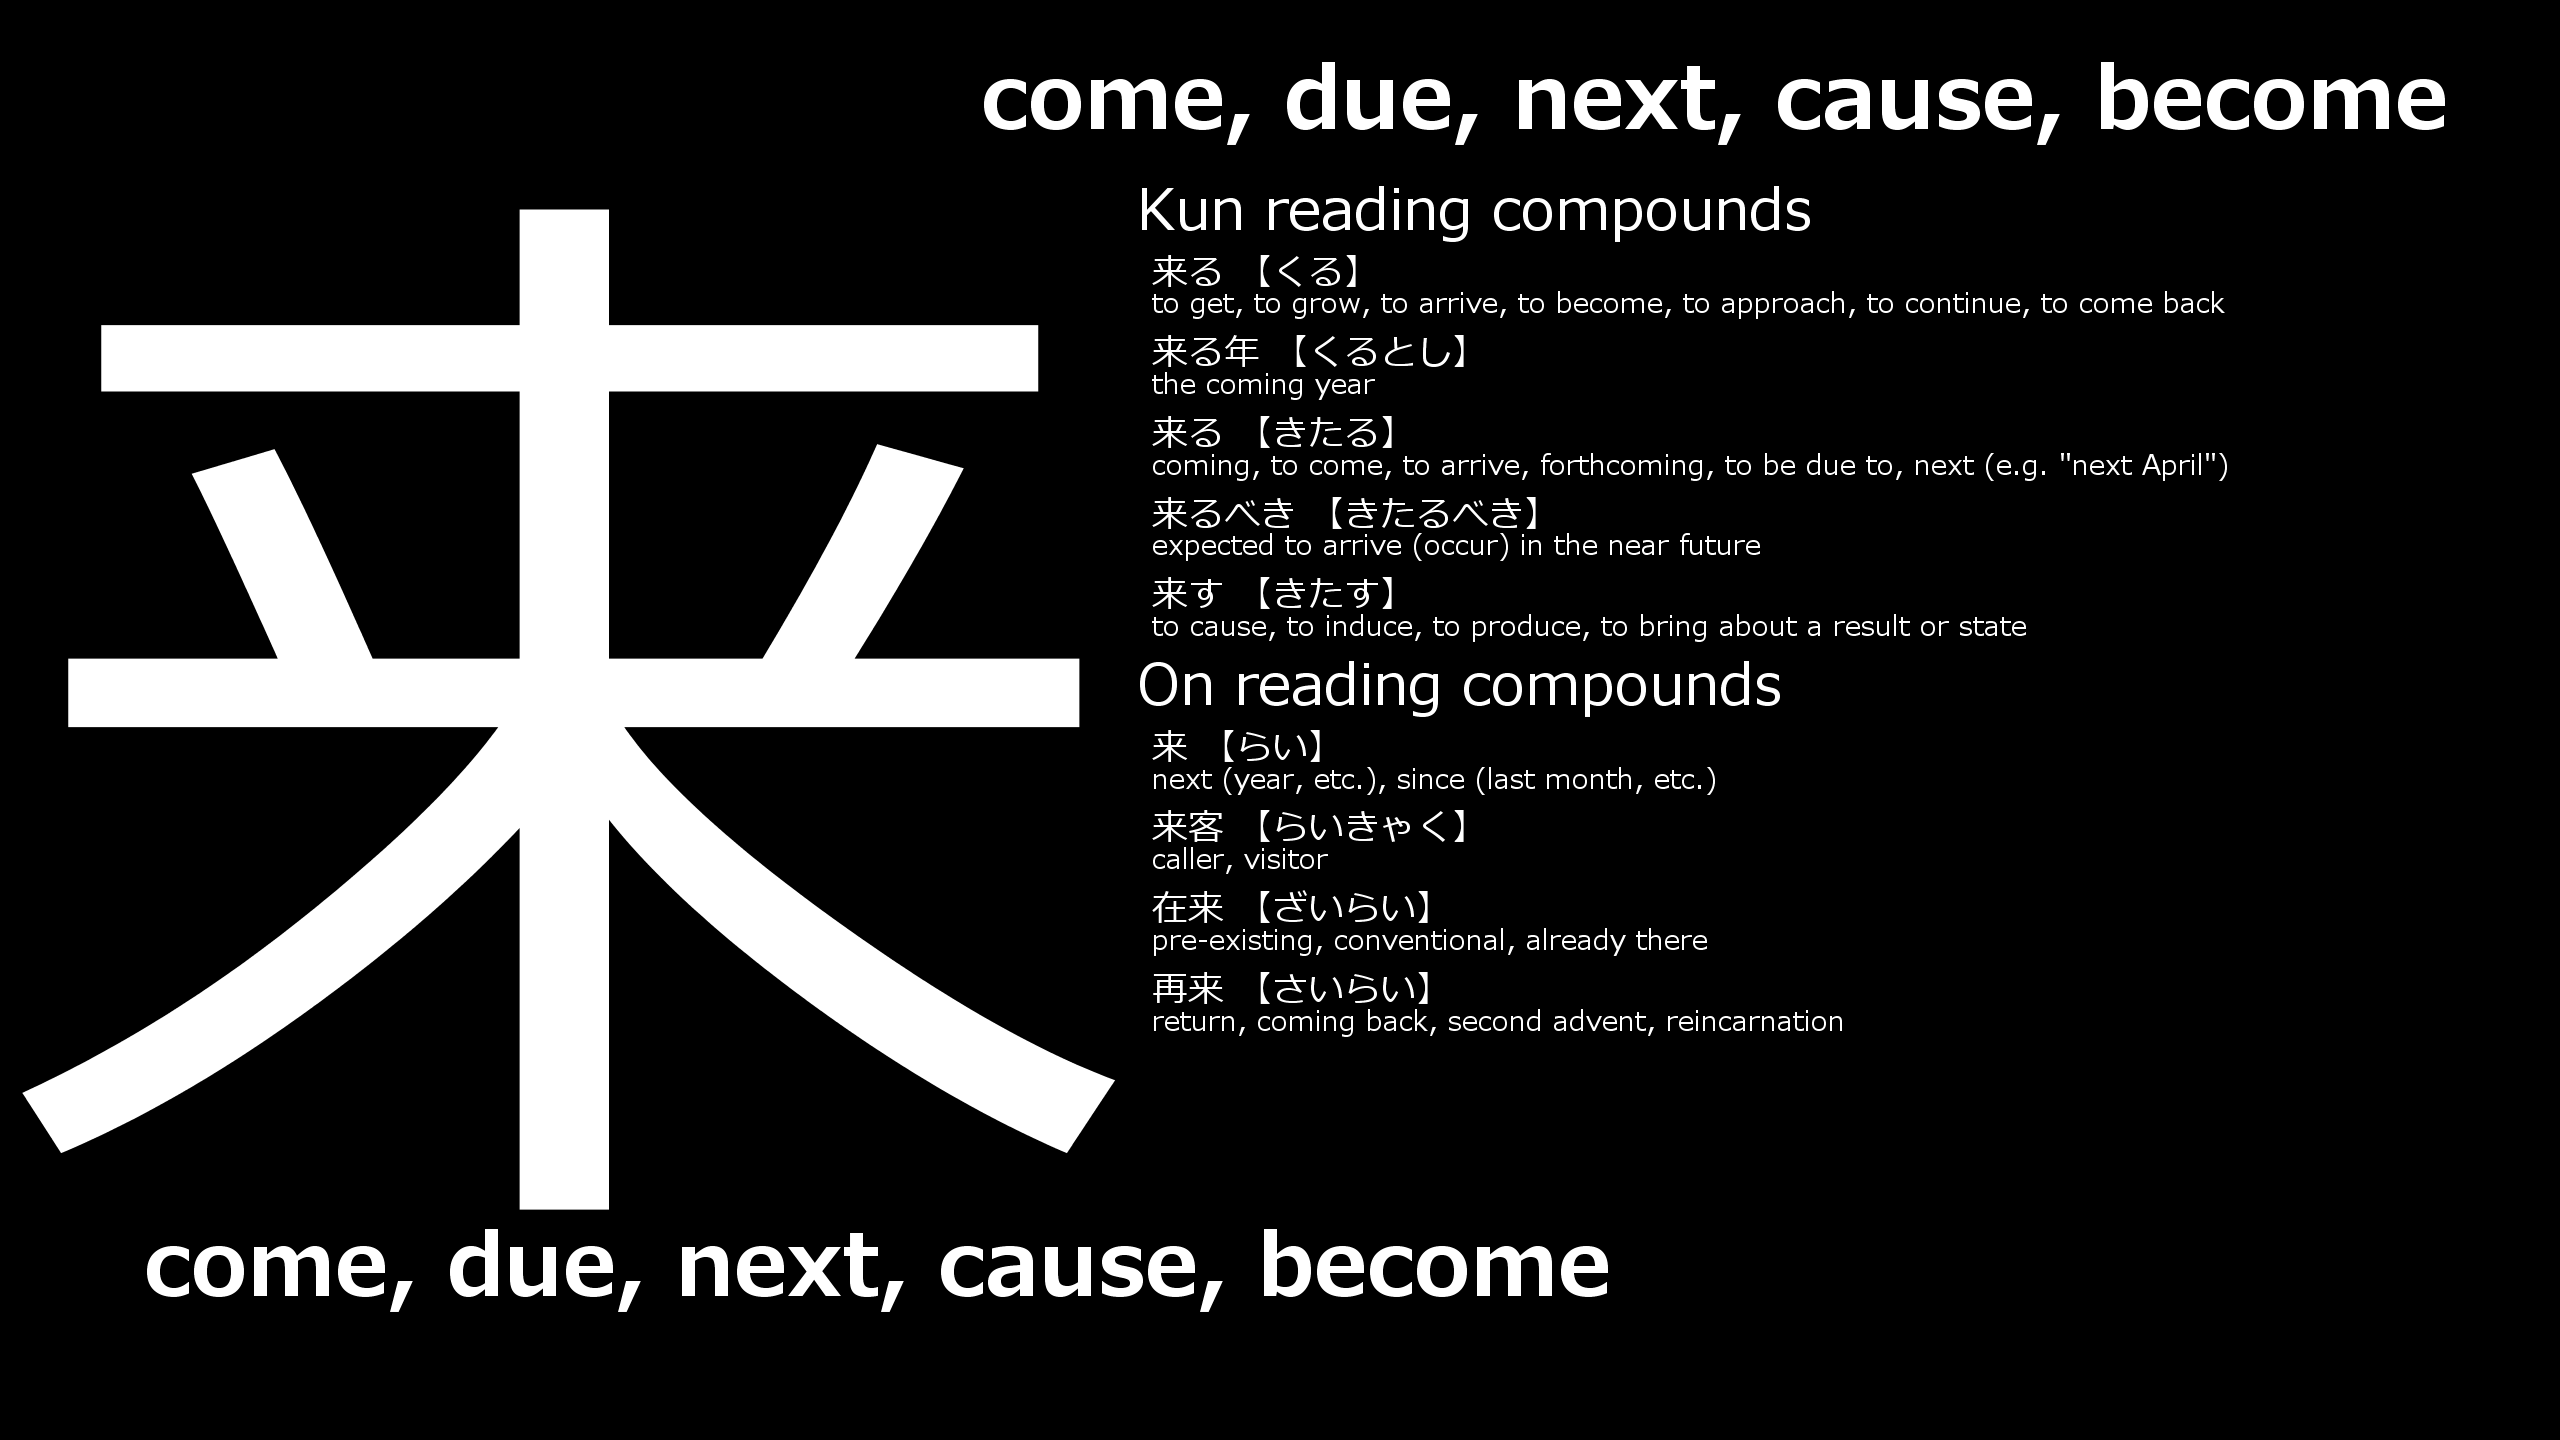 come, due, next, cause, become
来
Kun reading compounds
来る 【くる】
to get, to grow, to arrive, to become, to approach, to continue, to come back
来る年 【くるとし】
the coming year
来る 【きたる】
coming, to come, to arrive, forthcoming, to be due to, next (e.g. "next April")
来るべき 【きたるべき】
expected to arrive (occur) in the near future
来す 【きたす】
to cause, to induce, to produce, to bring about a result or state
On reading compounds
来 【らい】
next (year, etc.), since (last month, etc.)
来客 【らいきゃく】
caller, visitor
在来 【ざいらい】
pre-existing, conventional, already there
再来 【さいらい】
return, coming back, second advent, reincarnation
come, due, next, cause, become